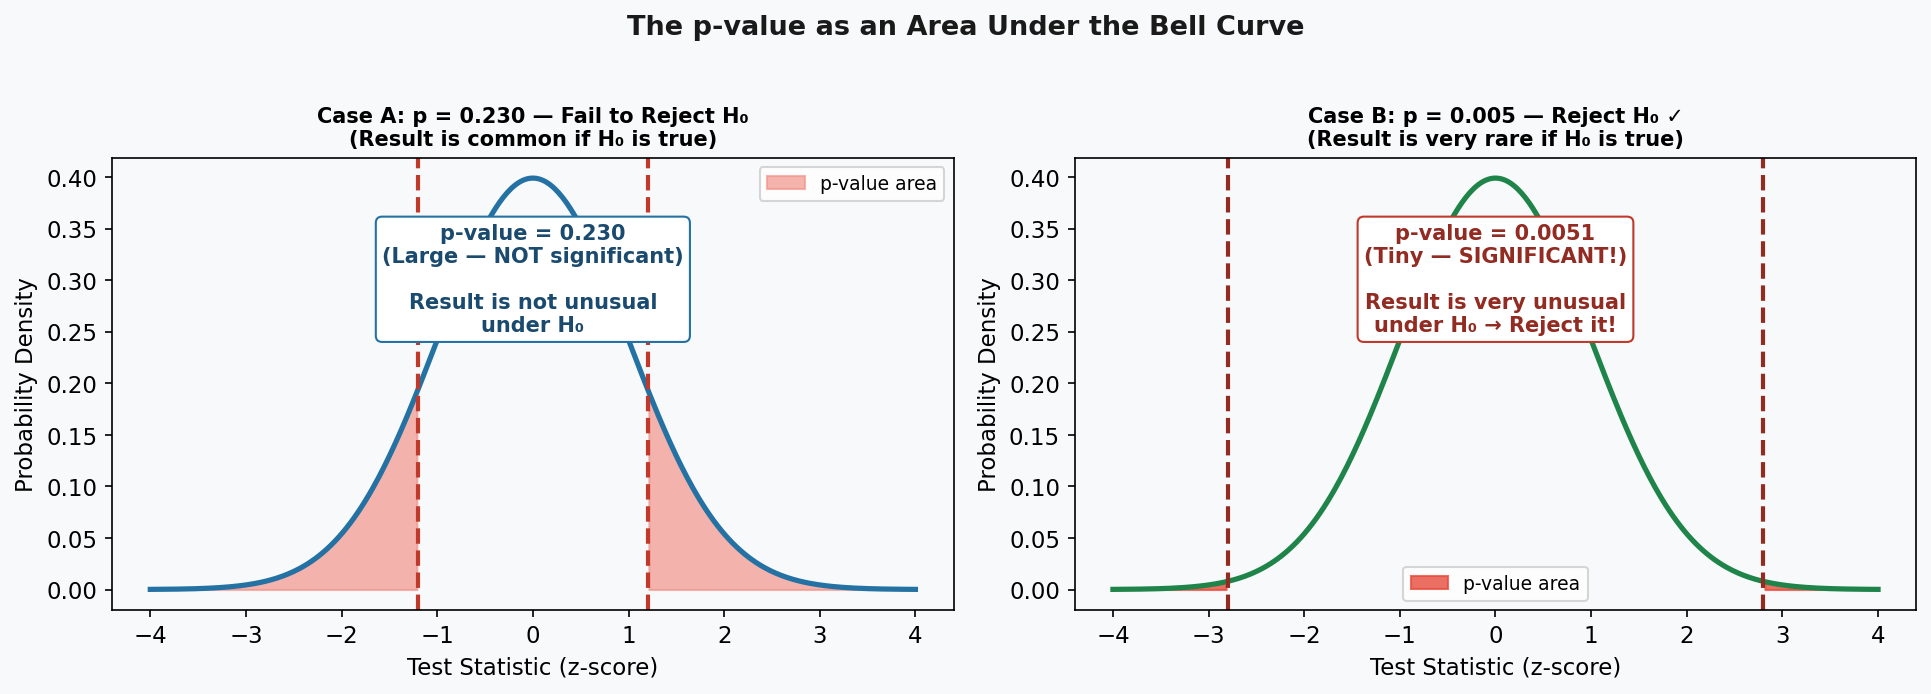 The p-value as an Area Under the Bell Curve
Case A: p = 0.230 — Fail to Reject H₀
(Result is common if H₀ is true)
p-value area
p-value = 0.230
(Large — NOT significant)
Result is not unusual
under H₀
Probability Density
0.40
0.35
0.30
0.25
0.20
0.15
0.10
0.05
0.00
−4 −3 −2 −1 0 1 2 3 4
Test Statistic (z-score)
Case B: p = 0.005 — Reject H₀ ✓
(Result is very rare if H₀ is true)
p-value = 0.0051
(Tiny — SIGNIFICANT!)
Result is very unusual
under H₀ → Reject it!
p-value area
Probability Density
0.40
0.35
0.30
0.25
0.20
0.15
0.10
0.05
0.00
−4 −3 −2 −1 0 1 2 3 4
Test Statistic (z-score)